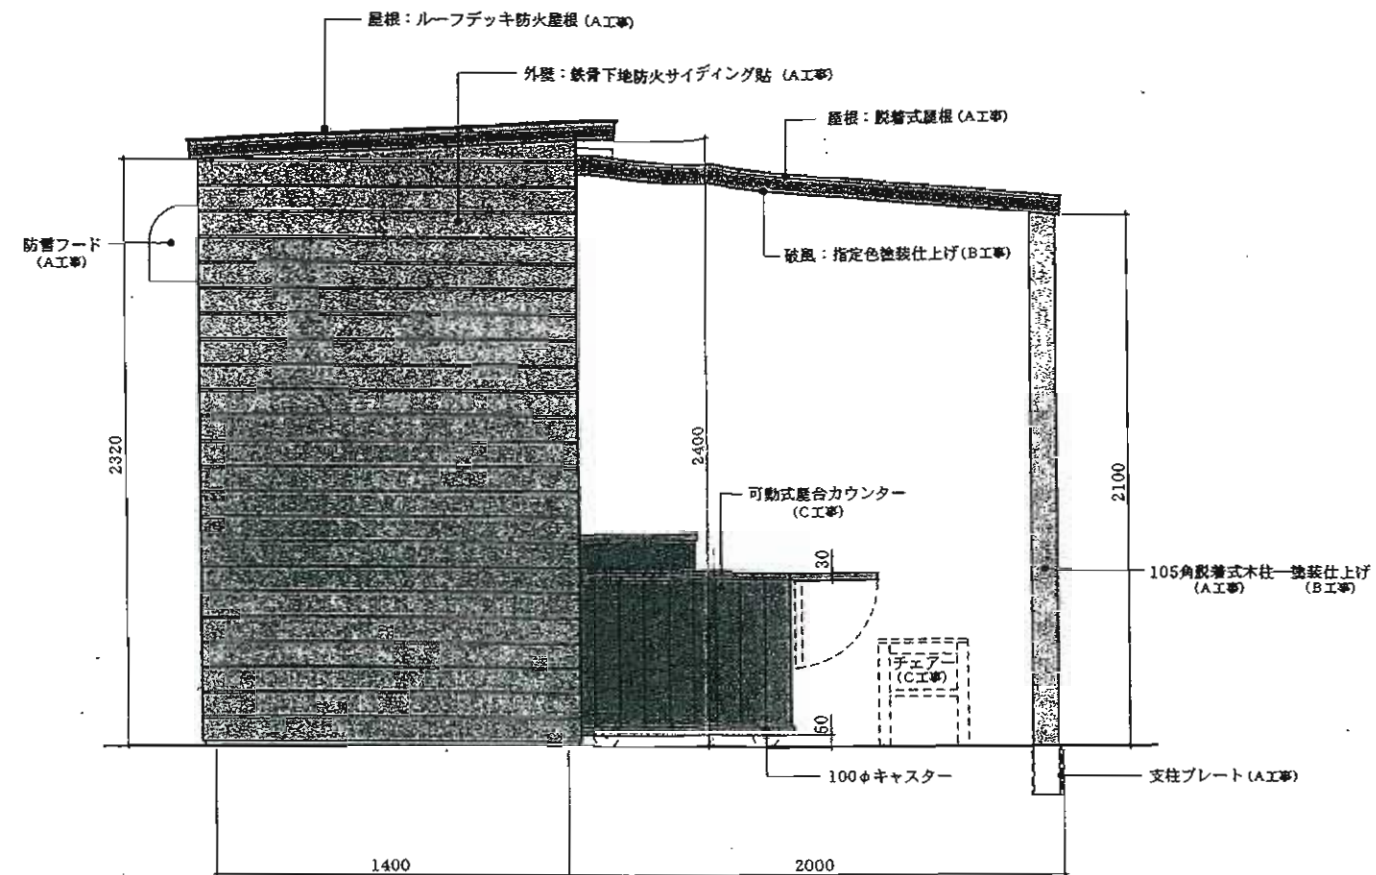 屋根：ルーフデッキ防火屋根(A工事)
外壁：鉄骨下地防火サイディング貼 (A工事)
屋根：脱着式屋根(A工事)
防雪フード
(A工事)
破風：指定色塗装仕上げ(B工事)
2320
2400
2100
可動式屋台カウンター
(C工事)
30
105角脱着式木柱―塗装仕上げ
(A工事) (B工事)
チェアー
(C工事)
60
100φキャスター
支柱プレート(A工事)
1400
2000